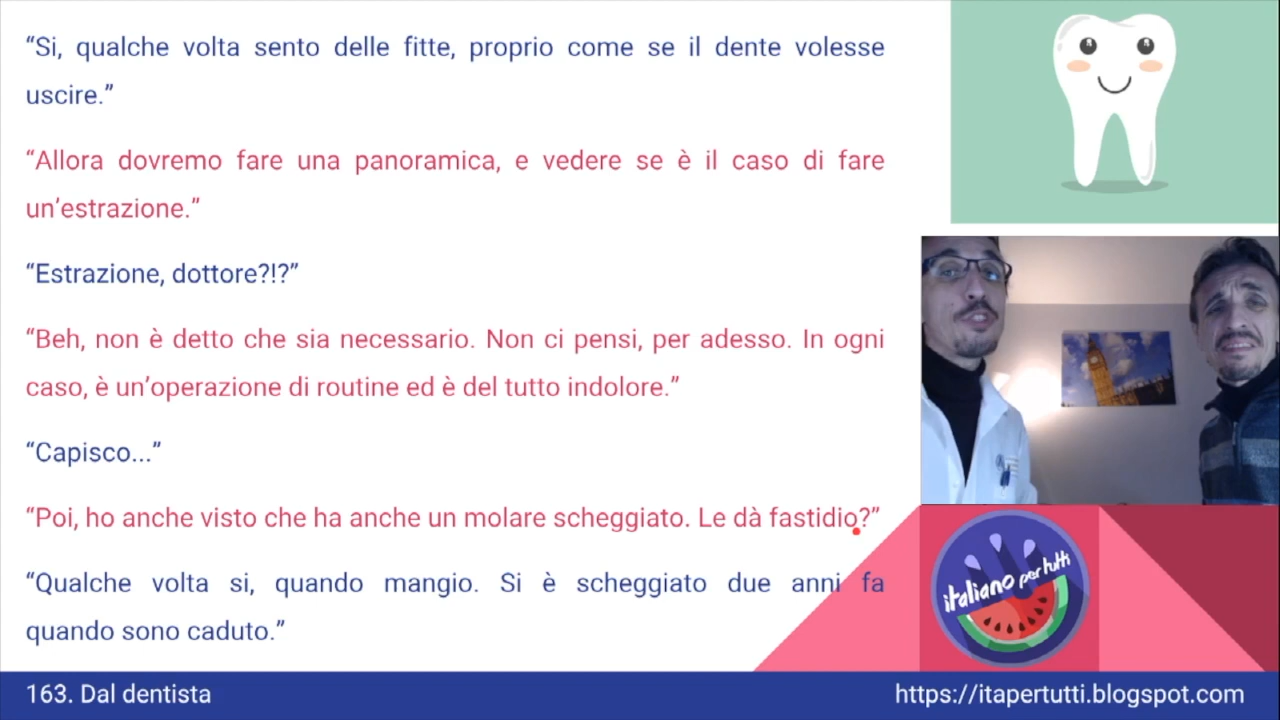 “Si, qualche volta sento delle fitte, proprio come se il dente volesse
uscire.”
“Allora dovremo fare una panoramica, e vedere se è il caso di fare
un’estrazione.”
“Estrazione, dottore?!?”
“Beh, non è detto che sia necessario. Non ci pensi, per adesso. In ogni
caso, è un’operazione di routine ed è del tutto indolore.”
“Capisco...”
“Poi, ho anche visto che ha anche un molare scheggiato. Le dà fastidio?”
“Qualche volta si, quando mangio. Si è scheggiato due anni fa
quando sono caduto.”
italiano per tutti
163. Dal dentista
https://itapertutti.blogspot.com